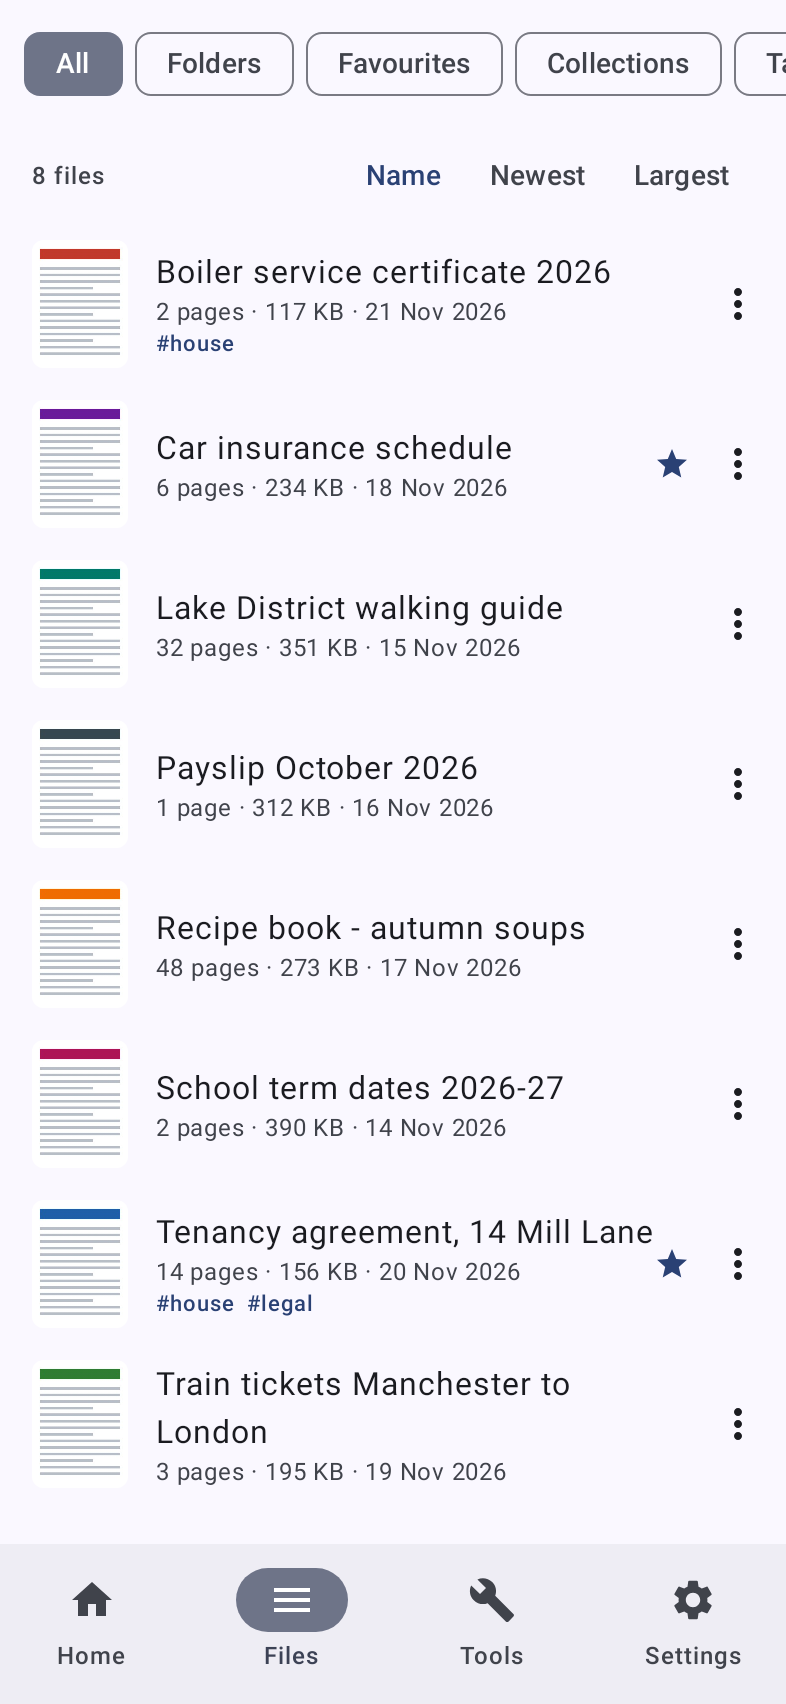 All Folders Favourites Collections Ta
8 files Name Newest Largest
Boiler service certificate 2026
2 pages · 117 KB · 21 Nov 2026
#house
Car insurance schedule
6 pages · 234 KB · 18 Nov 2026
Lake District walking guide
32 pages · 351 KB · 15 Nov 2026
Payslip October 2026
1 page · 312 KB · 16 Nov 2026
Recipe book - autumn soups
48 pages · 273 KB · 17 Nov 2026
School term dates 2026-27
2 pages · 390 KB · 14 Nov 2026
Tenancy agreement, 14 Mill Lane
14 pages · 156 KB · 20 Nov 2026
#house #legal
Train tickets Manchester to
London
3 pages · 195 KB · 19 Nov 2026
Home Files Tools Settings